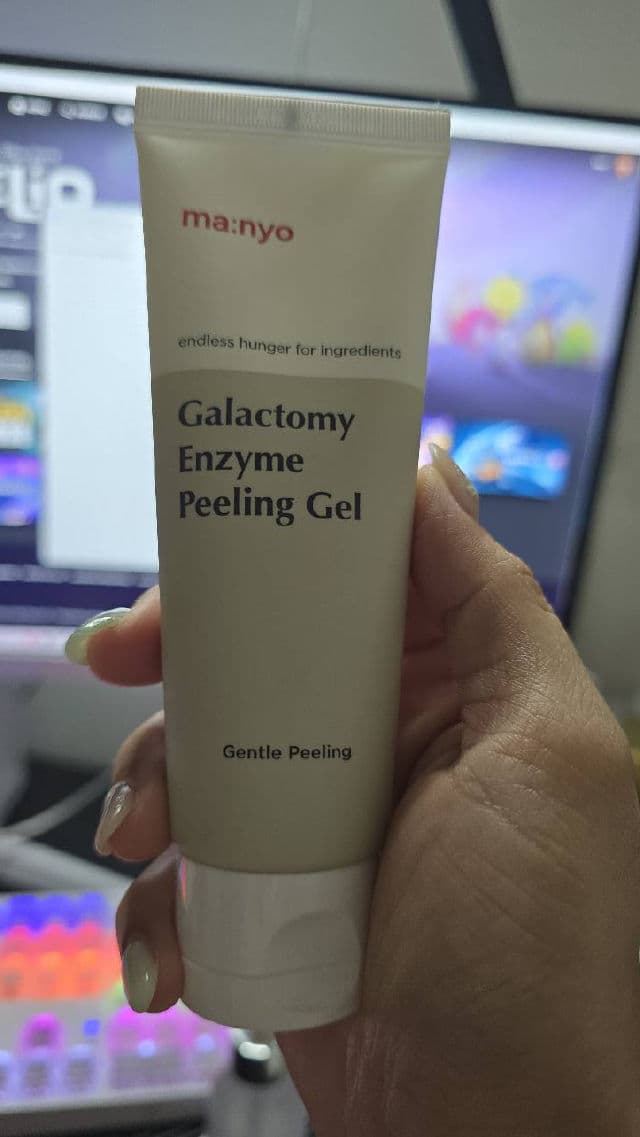 ma:nyo
endless hunger for ingredients
Galactomy
Enzyme
Peeling Gel
Gentle Peeling